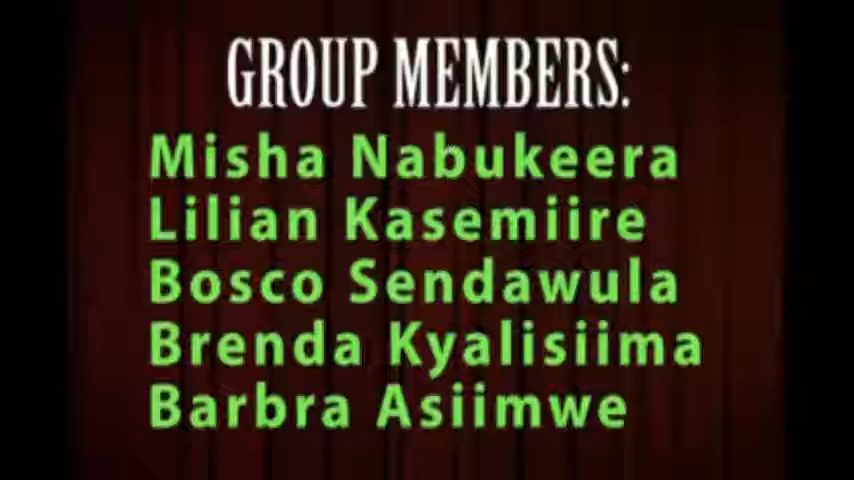 GROUP MEMBERS:
Misha Nabukeera
Lilian Kasemiire
Bosco Sendawula
Brenda Kyalisiima
Barbra Asiimwe